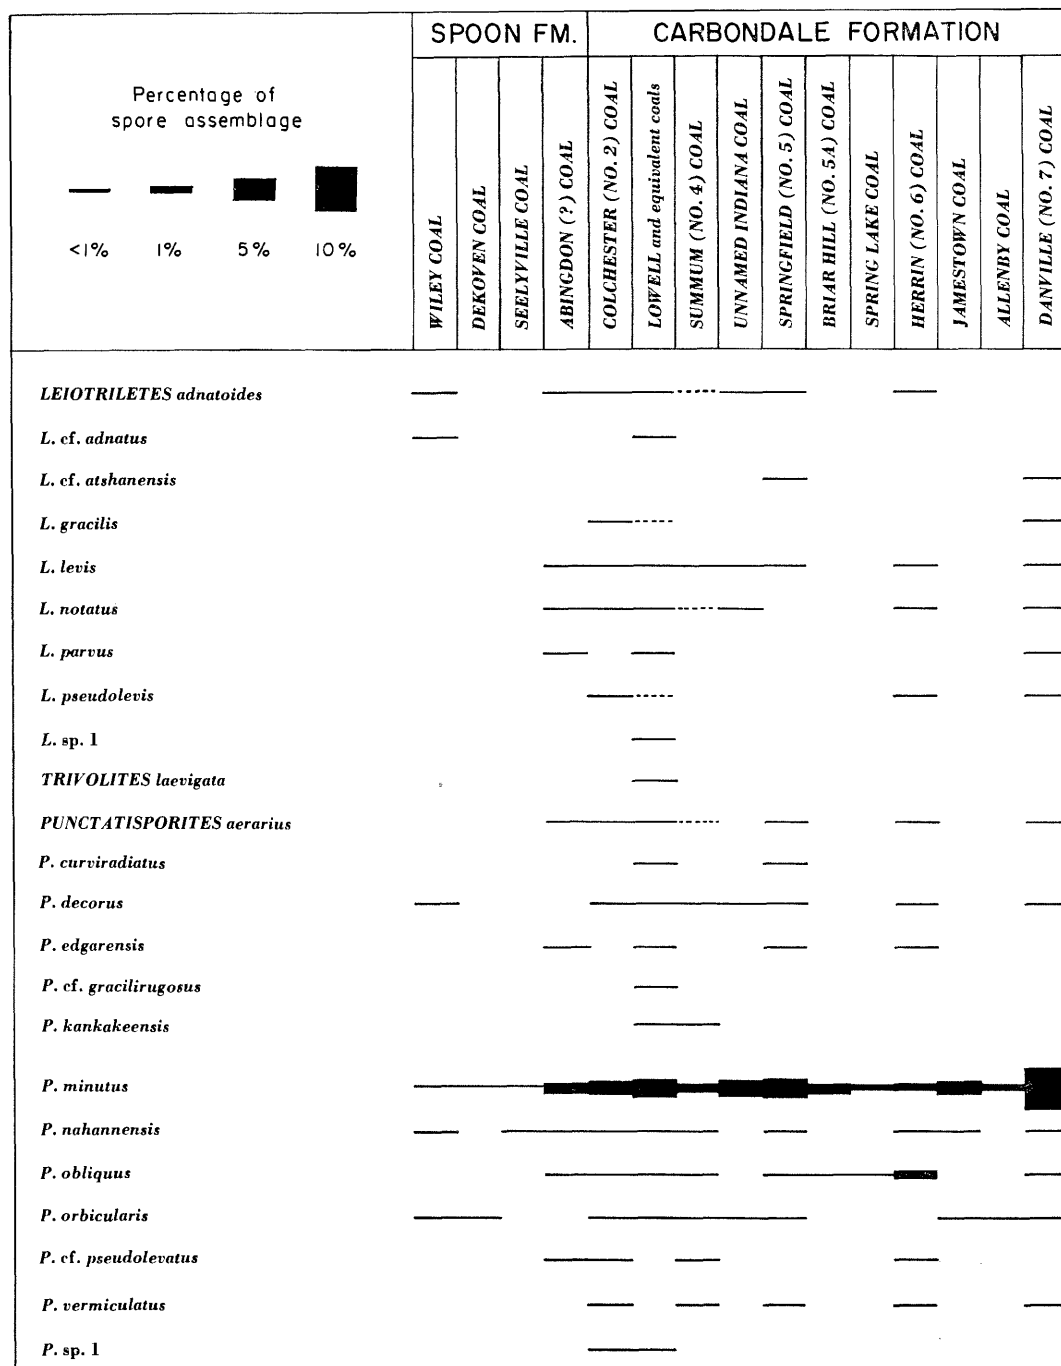 SPOON FM.
CARBONDALE FORMATION
Percentage of
spore assemblage
<1%
1%
5%
10%
WILEY COAL
DEKOVEN COAL
SEELYVILLE COAL
ABINGDON (?) COAL
COLCHESTER (NO. 2) COAL
LOWELL and equivalent coals
SUMMUM (NO. 4) COAL
UNNAMED INDIANA COAL
SPRINGFIELD (NO. 5) COAL
BRIAR HILL (NO. 5A) COAL
SPRING LAKE COAL
HERRIN (NO. 6) COAL
JAMESTOWN COAL
ALLENBY COAL
DANVILLE (NO. 7) COAL
LEIOTRILETES adnatoides
L. cf. adnatus
L. cf. atshanensis
L. gracilis
L. levis
L. notatus
L. parvus
L. pseudolevis
L. sp. 1
TRIVOLITES laevigata
PUNCTATISPORITES aerarius
P. curviradiatus
P. decorus
P. edgarensis
P. cf. gracilirugosus
P. kankakeensis
P. minutus
P. nahannensis
P. obliquus
P. orbicularis
P. cf. pseudolevatus
P. vermiculatus
P. sp. 1